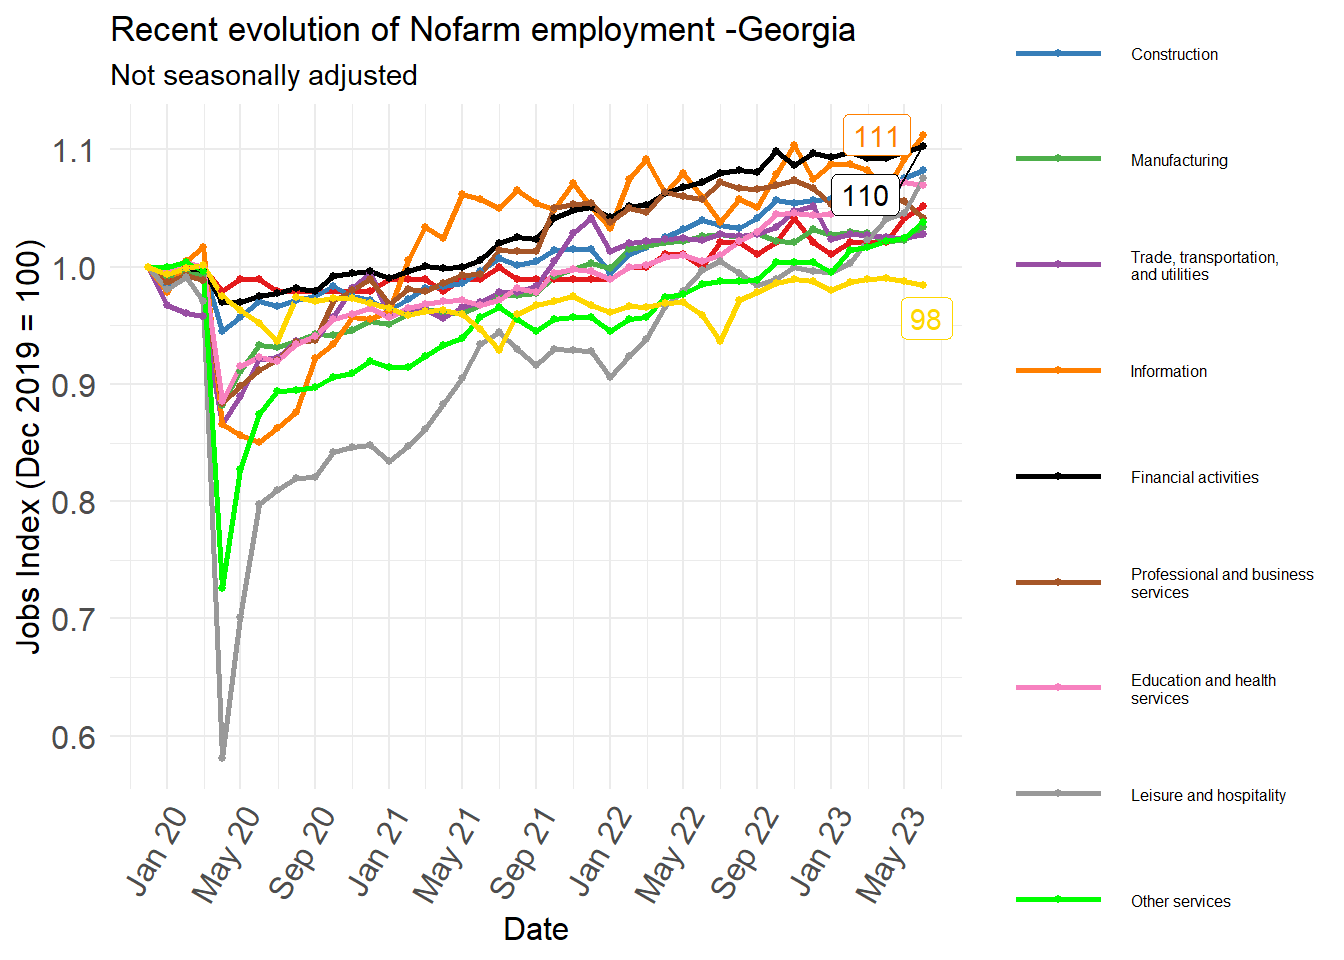 Recent evolution of Nofarm employment -Georgia
Not seasonally adjusted
Jobs Index (Dec 2019 = 100)
1.1
1.0
0.9
0.8
0.7
0.6
111
110
98
Jan 20
May 20
Sep 20
Jan 21
May 21
Sep 21
Jan 22
May 22
Sep 22
Jan 23
May 23
Date
Construction
Manufacturing
Trade, transportation,
and utilities
Information
Financial activities
Professional and business
services
Education and health
services
Leisure and hospitality
Other services